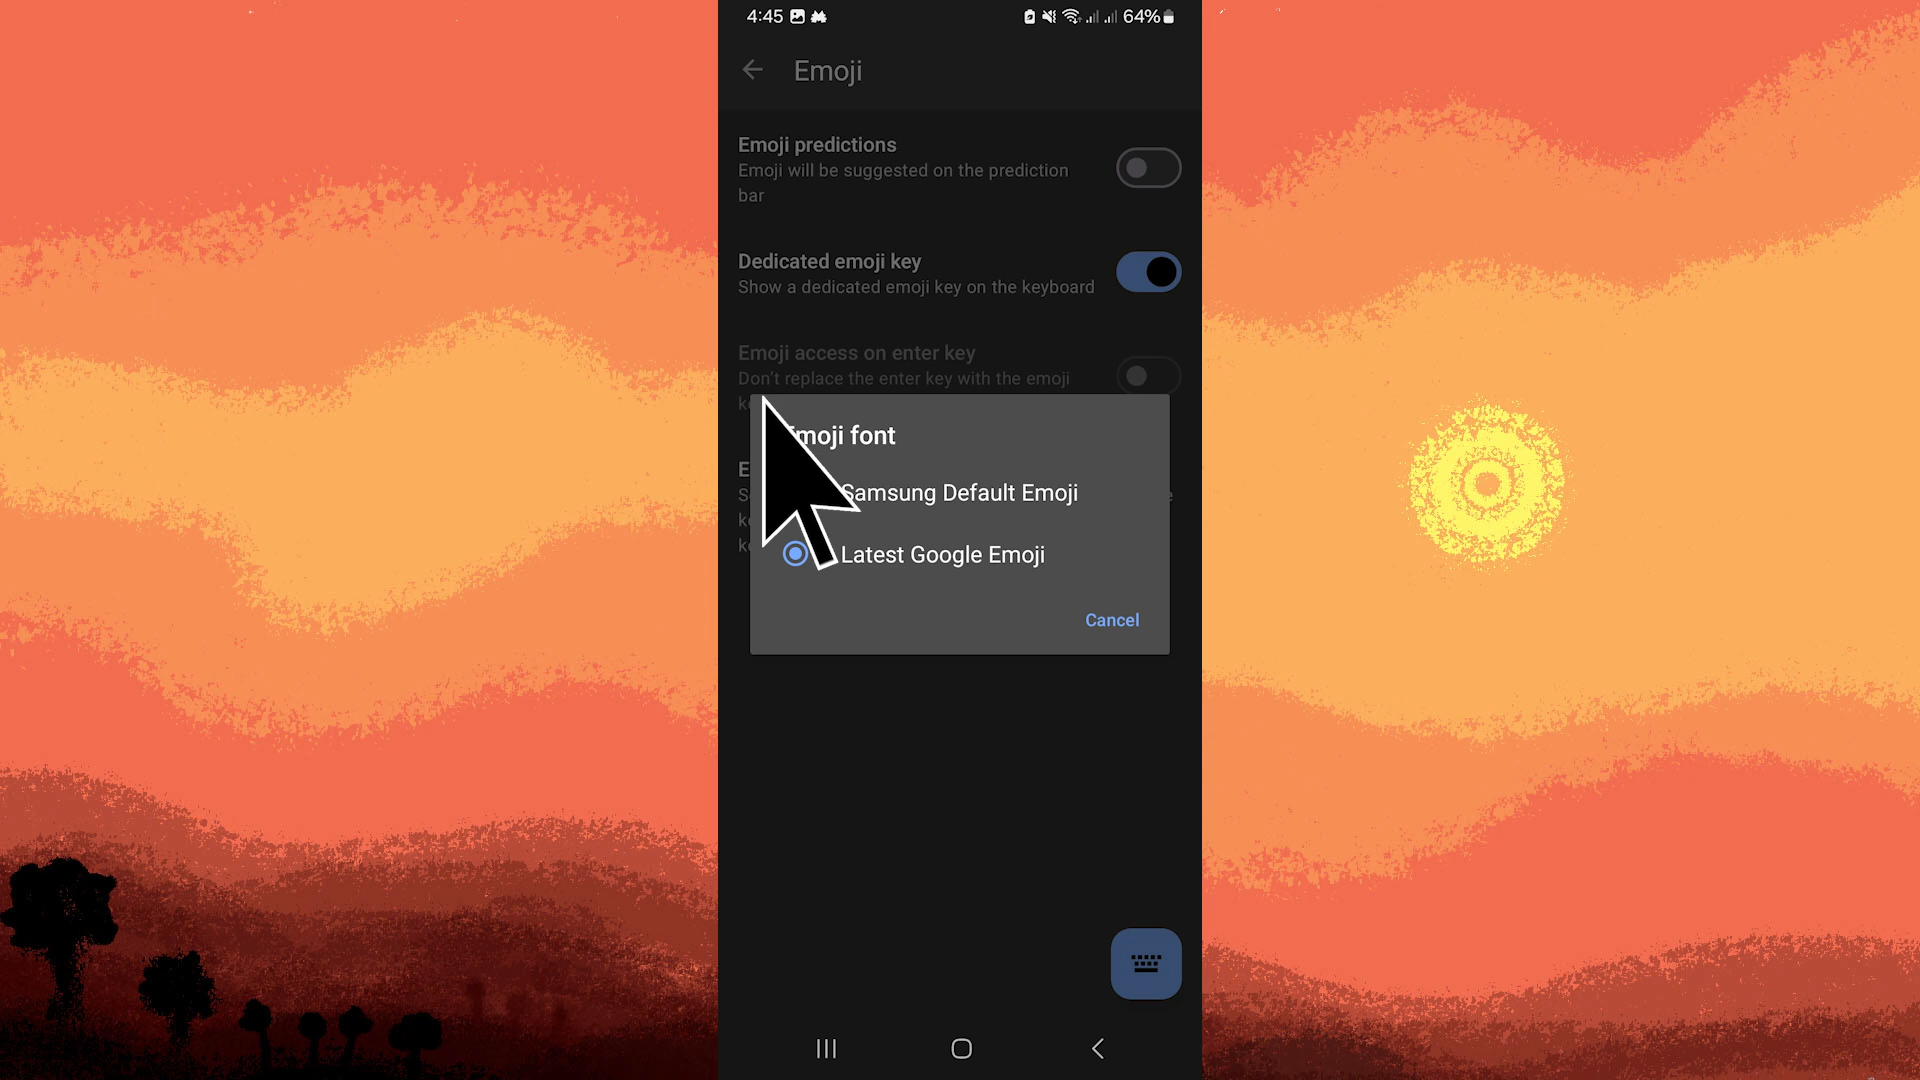 4:45
64%
Emoji
Emoji predictions
Emoji will be suggested on the prediction
bar
Dedicated emoji key
Show a dedicated emoji key on the keyboard
Emoji access on enter key
Don't replace the enter key with the emoji
Emoji font
Samsung Default Emoji
Latest Google Emoji
Cancel